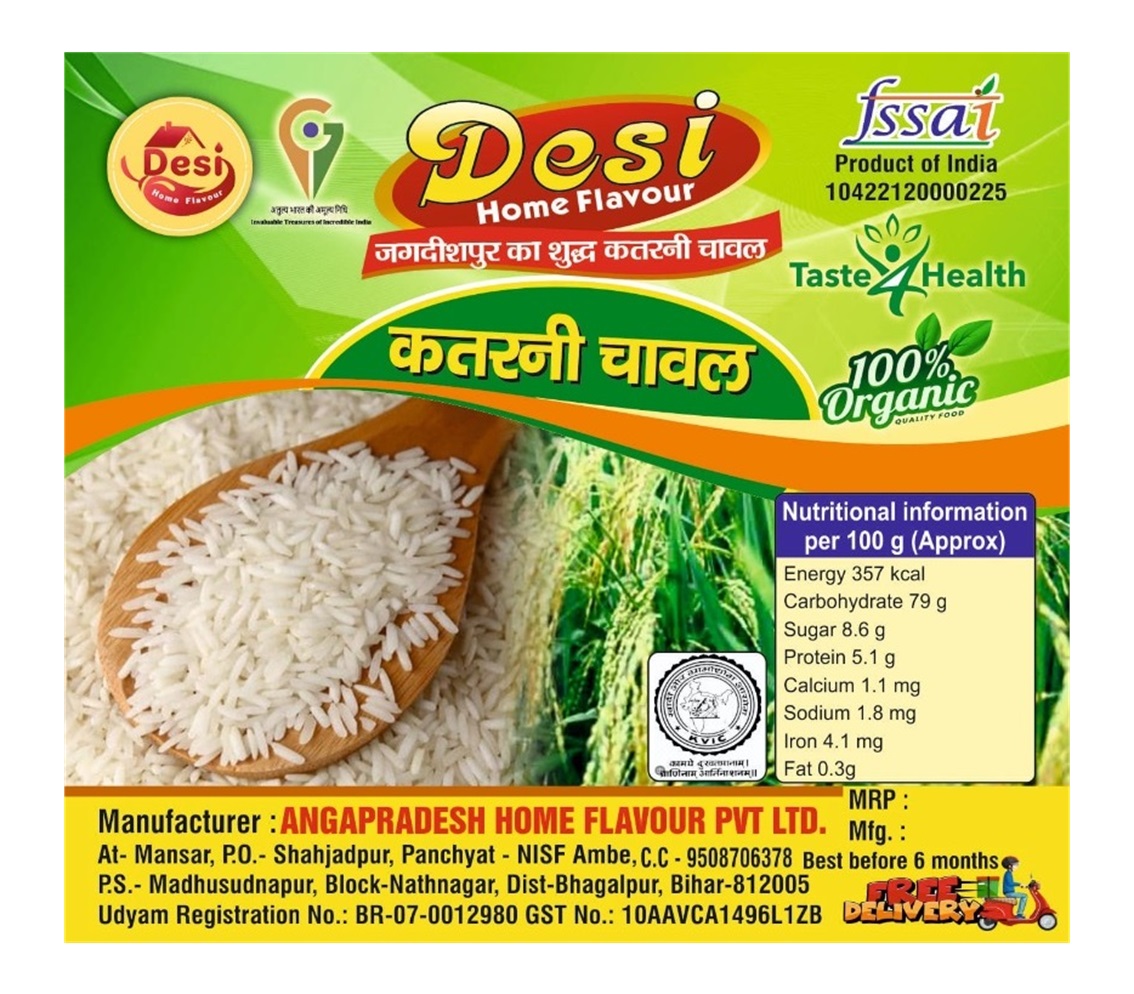 Desi
Home Flavour
अतुल्य भारत की अमूल्य निधि
Invaluable Treasures of Incredible India
Desi
Home Flavour
जगदीशपुर का शुद्ध कतरनी चावल
fssai
Product of India
10422120000225
Taste 4 Health
कतरनी चावल
100%
Organic
QUALITY FOOD
Nutritional information
per 100 g (Approx)
Energy 357 kcal
Carbohydrate 79 g
Sugar 8.6 g
Protein 5.1 g
Calcium 1.1 mg
Sodium 1.8 mg
Iron 4.1 mg
Fat 0.3g
KVIC
Manufacturer : ANGAPRADESH HOME FLAVOUR PVT LTD.
At- Mansar, P.O.- Shahjadpur, Panchyat - NISF Ambe, C.C - 9508706378
P.S.- Madhusudnapur, Block-Nathnagar, Dist-Bhagalpur, Bihar-812005
Udyam Registration No.: BR-07-0012980 GST No.: 10AAVCA1496L1ZB
MRP :
Mfg. :
Best before 6 months
FREE
DELIVERY